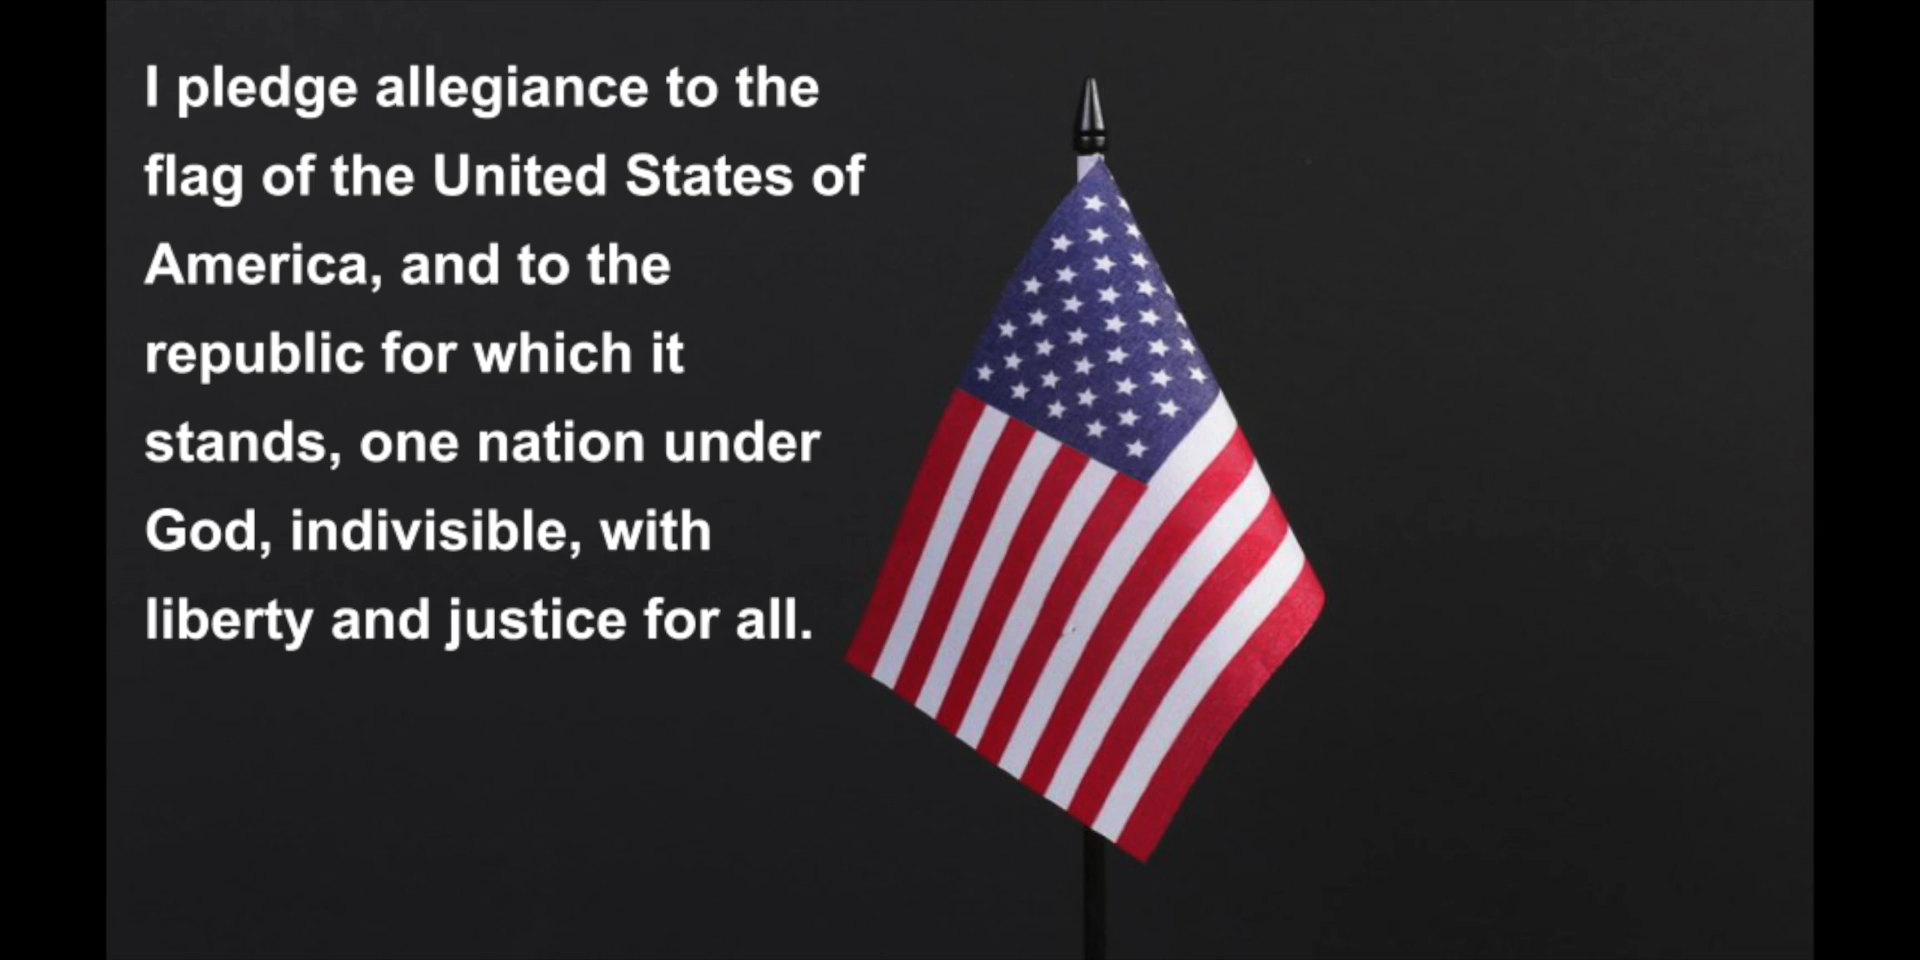 I pledge allegiance to the
flag of the United States of
America, and to the
republic for which it
stands, one nation under
God, indivisible, with
liberty and justice for all.